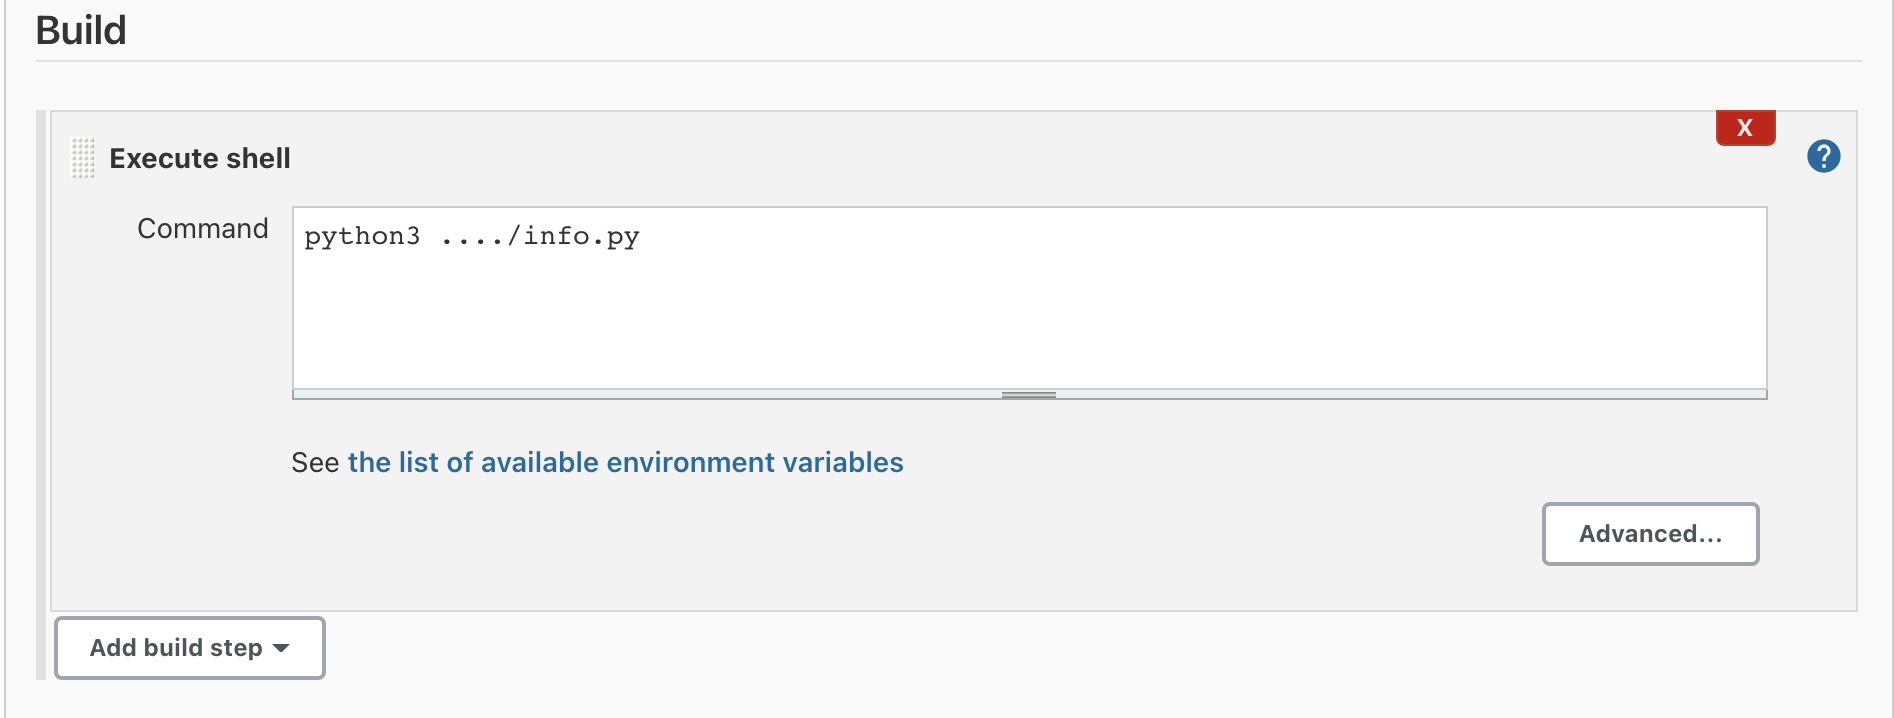 Build
X
Execute shell
?
Command
python3 ..../info.py
See the list of available environment variables
Advanced...
Add build step